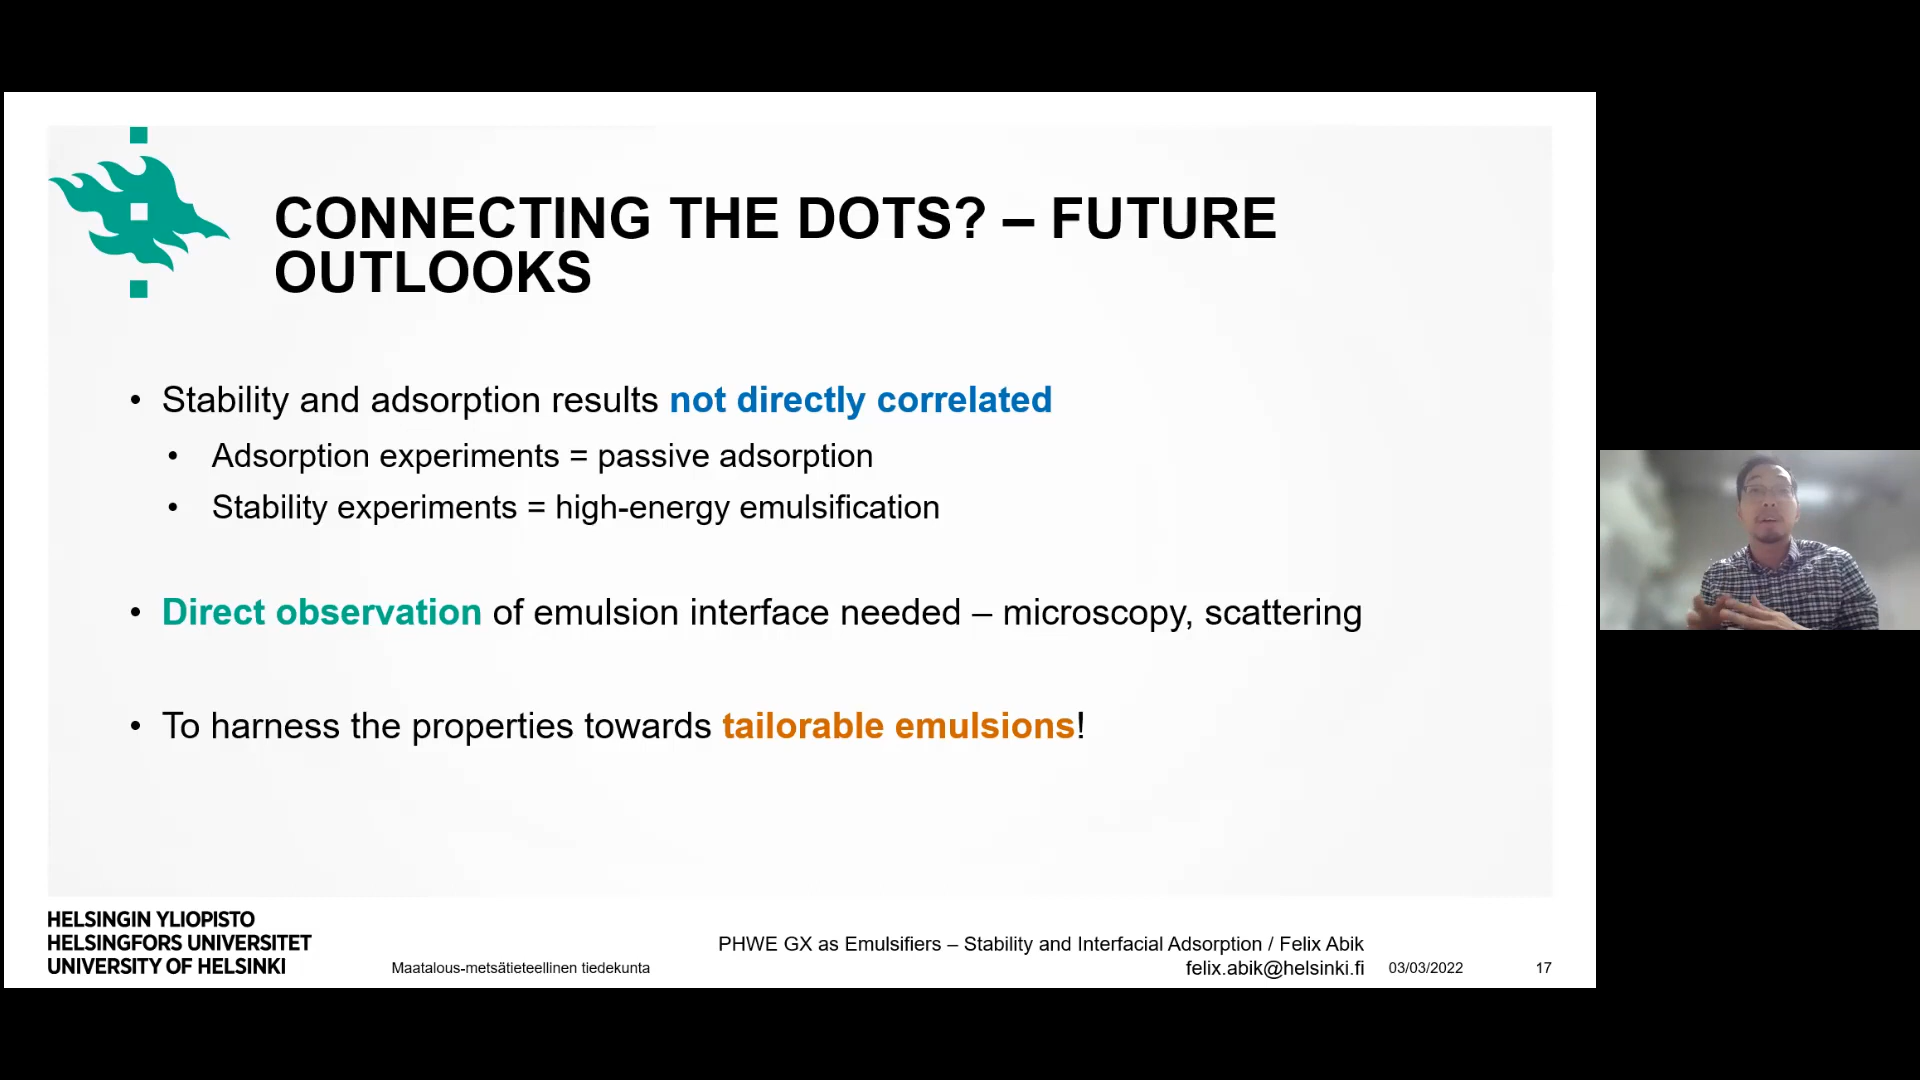 CONNECTING THE DOTS? – FUTURE
OUTLOOKS
• Stability and adsorption results not directly correlated
• Adsorption experiments = passive adsorption
• Stability experiments = high-energy emulsification
• Direct observation of emulsion interface needed – microscopy, scattering
• To harness the properties towards tailorable emulsions!
HELSINGIN YLIOPISTO
HELSINGFORS UNIVERSITET
UNIVERSITY OF HELSINKI
Maatalous-metsätieteellinen tiedekunta
PHWE GX as Emulsifiers – Stability and Interfacial Adsorption / Felix Abik
felix.abik@helsinki.fi
03/03/2022
17